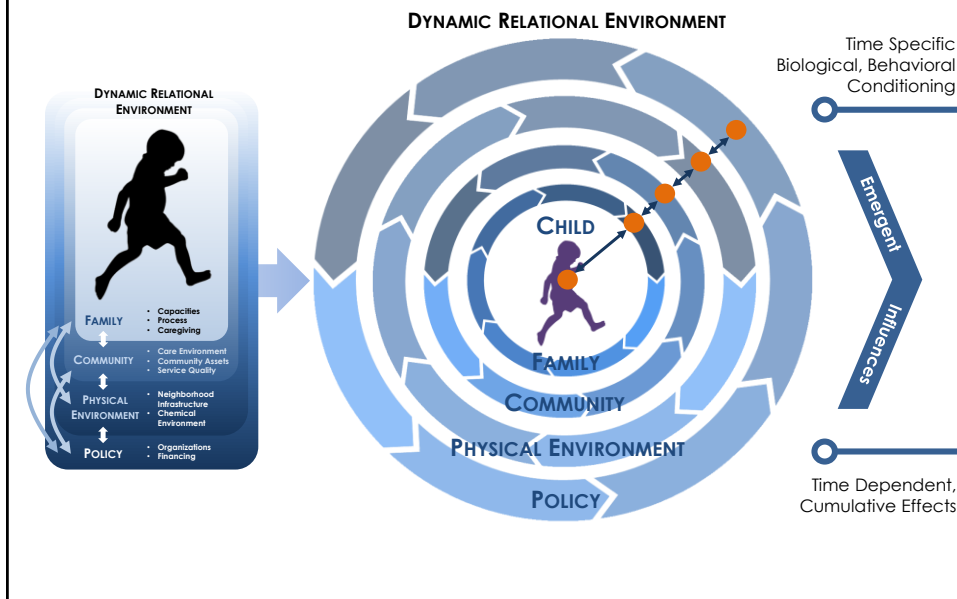 DYNAMIC RELATIONAL
ENVIRONMENT
FAMILY
• Capacities
• Process
• Caregiving
COMMUNITY
• Care Environment
• Community Assets
• Service Quality
PHYSICAL
ENVIRONMENT
• Neighborhood
Infrastructure
• Chemical
Environment
POLICY
• Organizations
• Financing
DYNAMIC RELATIONAL ENVIRONMENT
CHILD
FAMILY
COMMUNITY
PHYSICAL ENVIRONMENT
POLICY
Time Specific
Biological, Behavioral
Conditioning
Emergent
Influences
Time Dependent,
Cumulative Effects